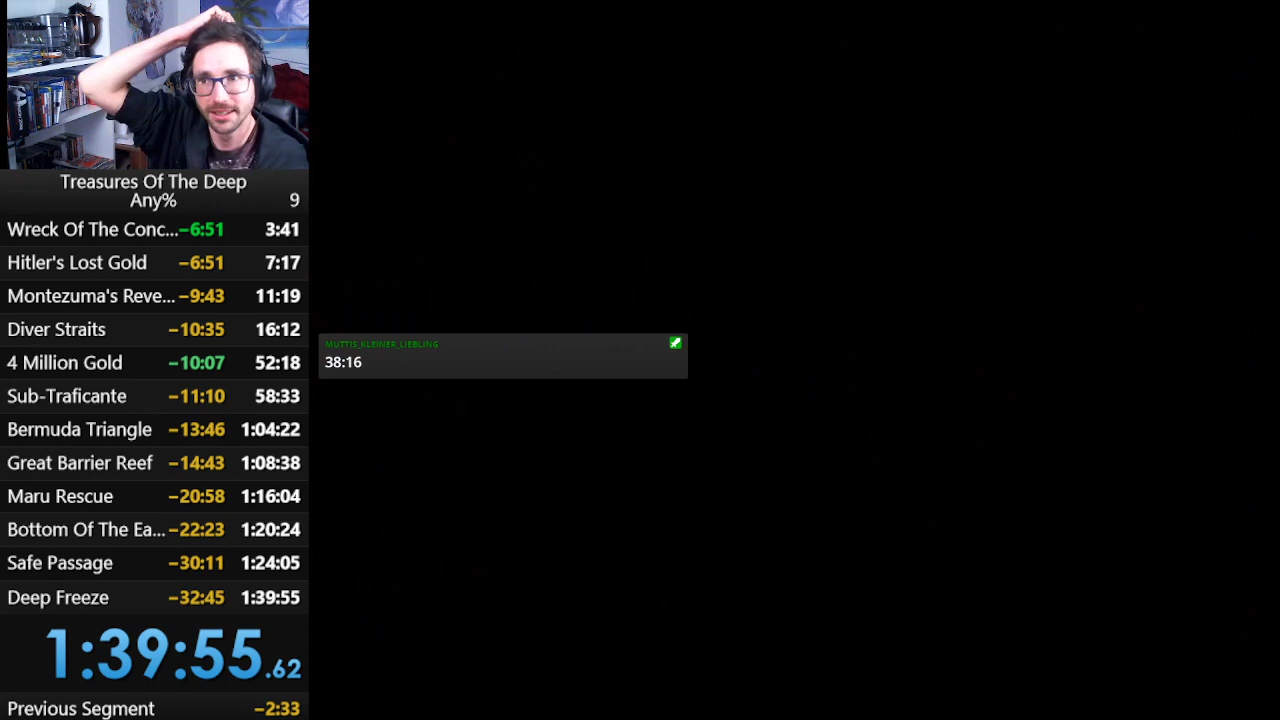 Treasures Of The Deep
Any% 9
Wreck Of The Conc... −6:51 3:41
Hitler's Lost Gold −6:51 7:17
Montezuma's Reve... −9:43 11:19
Diver Straits −10:35 16:12
4 Million Gold −10:07 52:18
Sub-Traficante −11:10 58:33
Bermuda Triangle −13:46 1:04:22
Great Barrier Reef −14:43 1:08:38
Maru Rescue −20:58 1:16:04
Bottom Of The Ea... −22:23 1:20:24
Safe Passage −30:11 1:24:05
Deep Freeze −32:45 1:39:55
1:39:55.62
Previous Segment −2:33
MUTTIS_KLEINER_LIEBLING
38:16